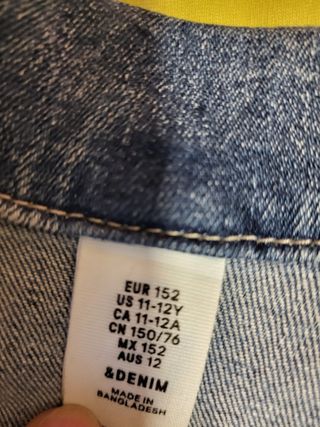 EUR 152
US 11-12Y
CA 11-12A
CN 150/76
MX 152
AUS 12
&DENIM
MADE IN
BANGLADESH